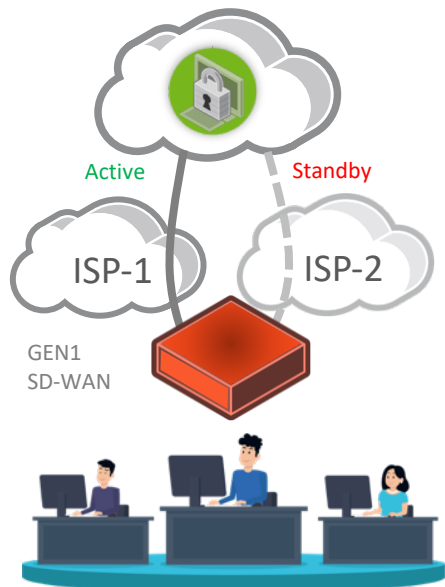 Active
Standby
ISP-1
ISP-2
GEN1
SD-WAN